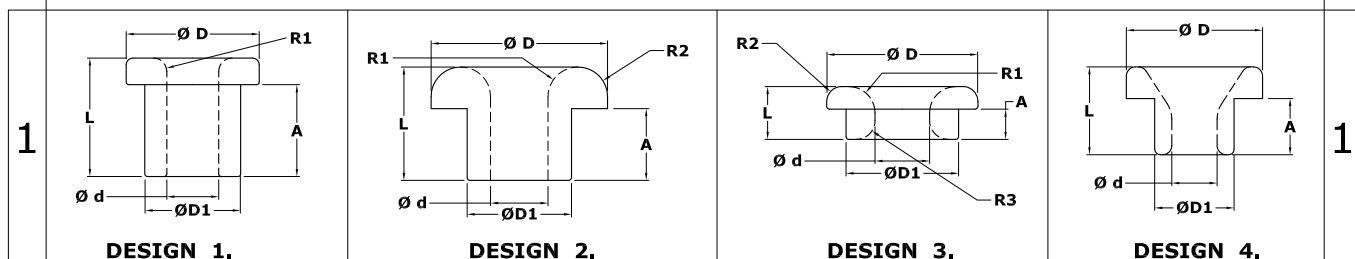 1
Ø D
R1
L
A
Ø d
ØD1
DESIGN 1.
Ø D
R1
R2
L
A
Ø d
ØD1
DESIGN 2.
R2
Ø D
R1
A
L
Ø d
ØD1
R3
DESIGN 3.
Ø D
L
A
Ø d
ØD1
DESIGN 4.
1